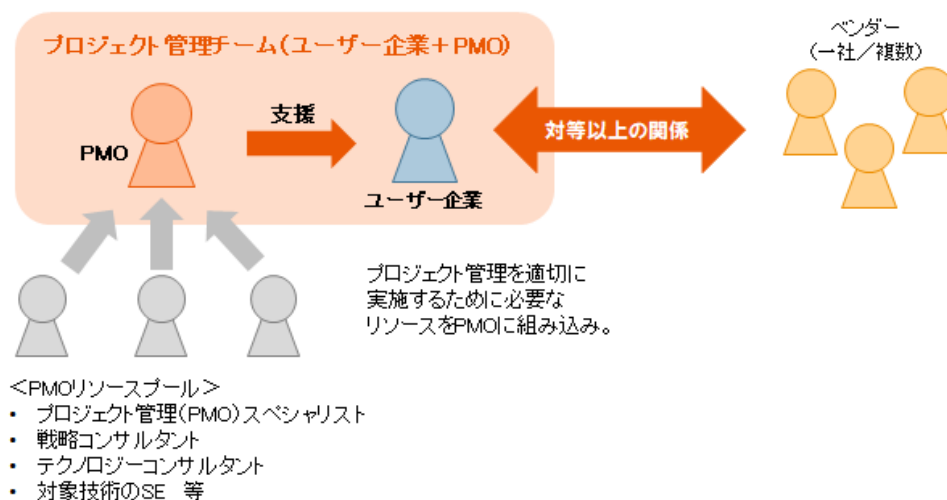 プロジェクト管理チーム(ユーザー企業+PMO)
PMO
支援
ユーザー企業
対等以上の関係
ベンダー
(一社/複数)
プロジェクト管理を適切に
実施するために必要な
リソースをPMOに組み込み。
<PMOリソースプール>
• プロジェクト管理(PMO)スペシャリスト
• 戦略コンサルタント
• テクノロジーコンサルタント
• 対象技術のSE 等